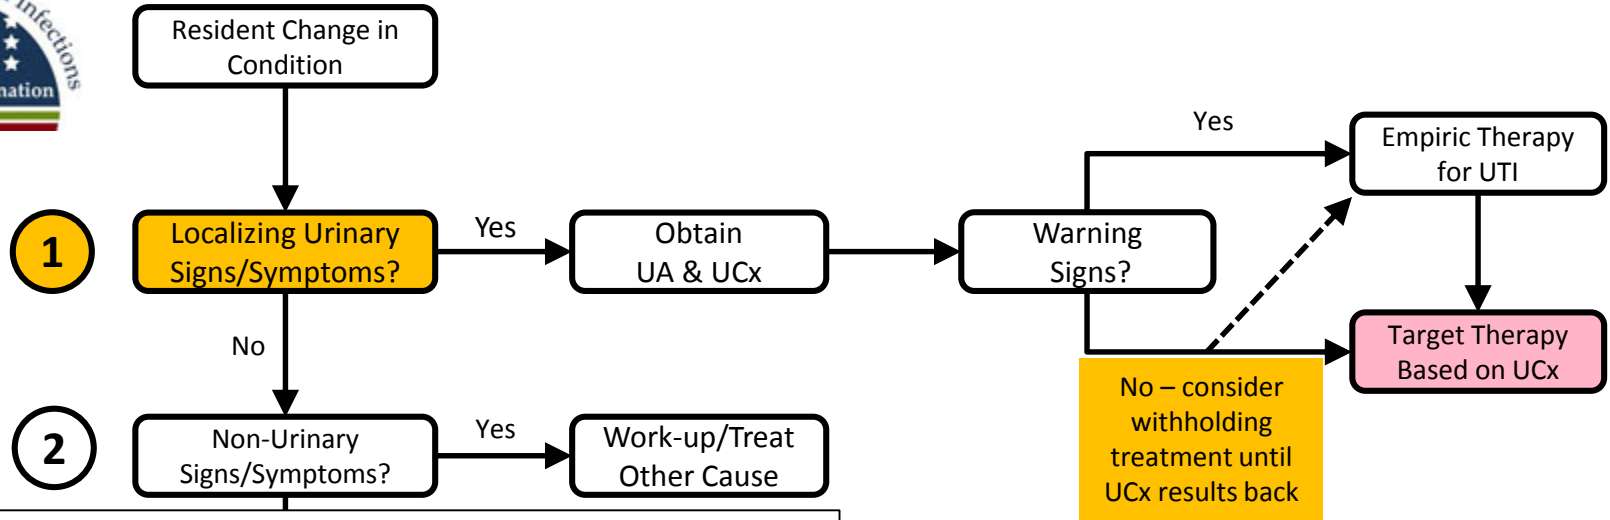 Infections
nation
Resident Change in
Condition
1
Localizing Urinary
Signs/Symptoms?
Yes
Obtain
UA & UCx
Warning
Signs?
Yes
Empiric Therapy
for UTI
Target Therapy
Based on UCx
No – consider
withholding
treatment until
UCx results back
No
2
Non-Urinary
Signs/Symptoms?
Yes
Work-up/Treat
Other Cause